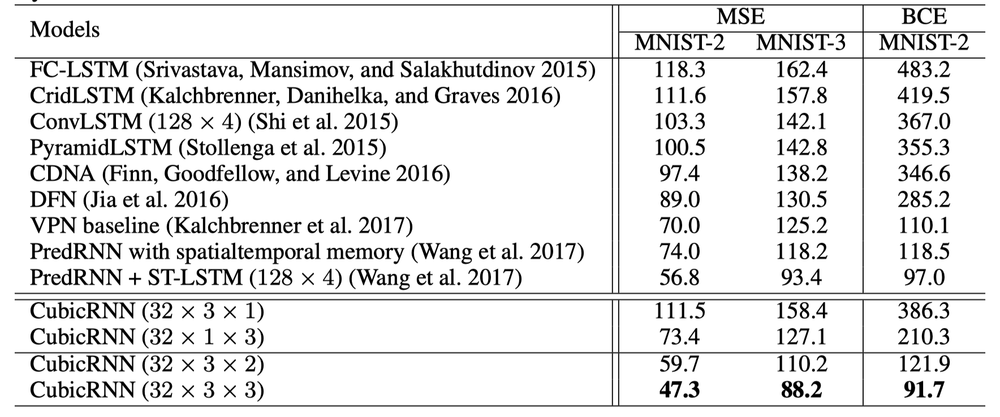 Models MSE BCE
MNIST-2 MNIST-3 MNIST-2
FC-LSTM (Srivastava, Mansimov, and Salakhutdinov 2015) 118.3 162.4 483.2
CridLSTM (Kalchbrenner, Danihelka, and Graves 2016) 111.6 157.8 419.5
ConvLSTM (128 × 4) (Shi et al. 2015) 103.3 142.1 367.0
PyramidLSTM (Stollenga et al. 2015) 100.5 142.8 355.3
CDNA (Finn, Goodfellow, and Levine 2016) 97.4 138.2 346.6
DFN (Jia et al. 2016) 89.0 130.5 285.2
VPN baseline (Kalchbrenner et al. 2017) 70.0 125.2 110.1
PredRNN with spatialtemporal memory (Wang et al. 2017) 74.0 118.2 118.5
PredRNN + ST-LSTM (128 × 4) (Wang et al. 2017) 56.8 93.4 97.0
CubicRNN (32 × 3 × 1) 111.5 158.4 386.3
CubicRNN (32 × 1 × 3) 73.4 127.1 210.3
CubicRNN (32 × 3 × 2) 59.7 110.2 121.9
CubicRNN (32 × 3 × 3) 47.3 88.2 91.7